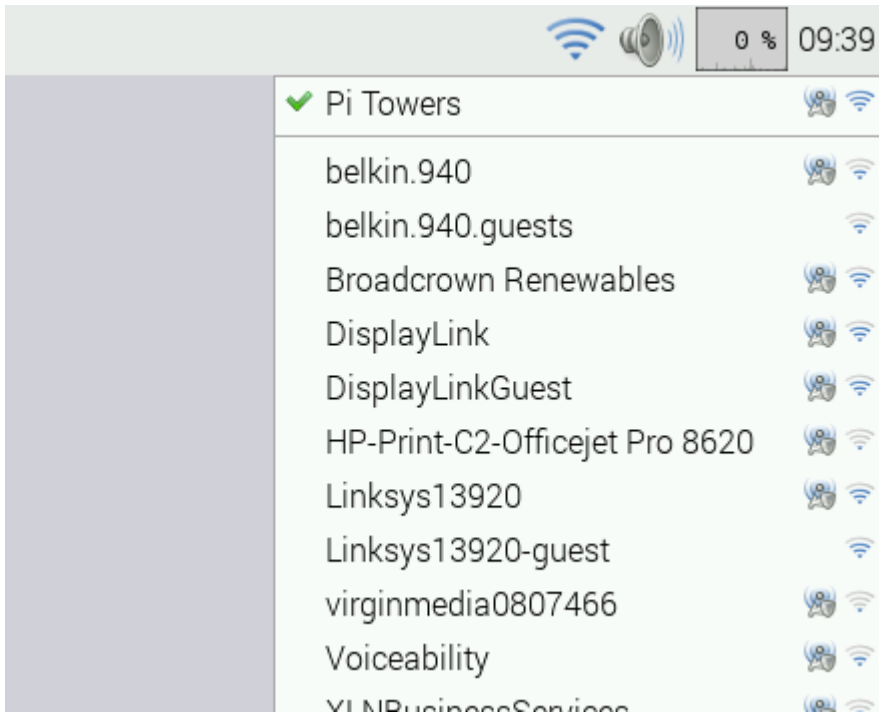 0 % 09:39
Pi Towers
belkin.940
belkin.940.guests
Broadcrown Renewables
DisplayLink
DisplayLinkGuest
HP-Print-C2-Officejet Pro 8620
Linksys13920
Linksys13920-guest
virginmedia0807466
Voiceability
XLNBusinessServices